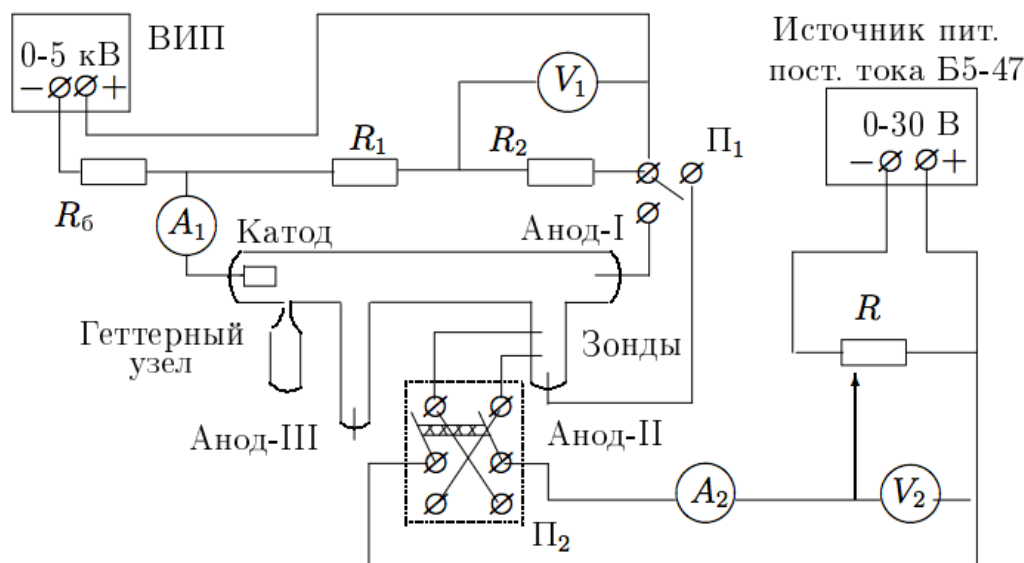 ВИП
0-5 кВ
− +
V₁
Источник пит.
пост. тока Б5-47
0-30 В
− +
R₁
R₂
П₁
Rб
A₁
Катод
Анод-I
Геттерный
узел
Зонды
R
Анод-III
Анод-II
A₂
V₂
П₂